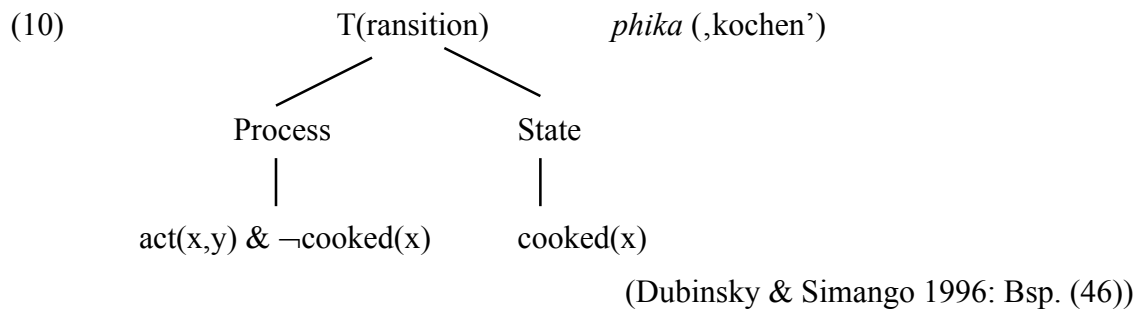 (10) T(ransition) phika (‚kochen’)
Process State
act(x,y) & ¬cooked(x) cooked(x)
(Dubinsky & Simango 1996: Bsp. (46))